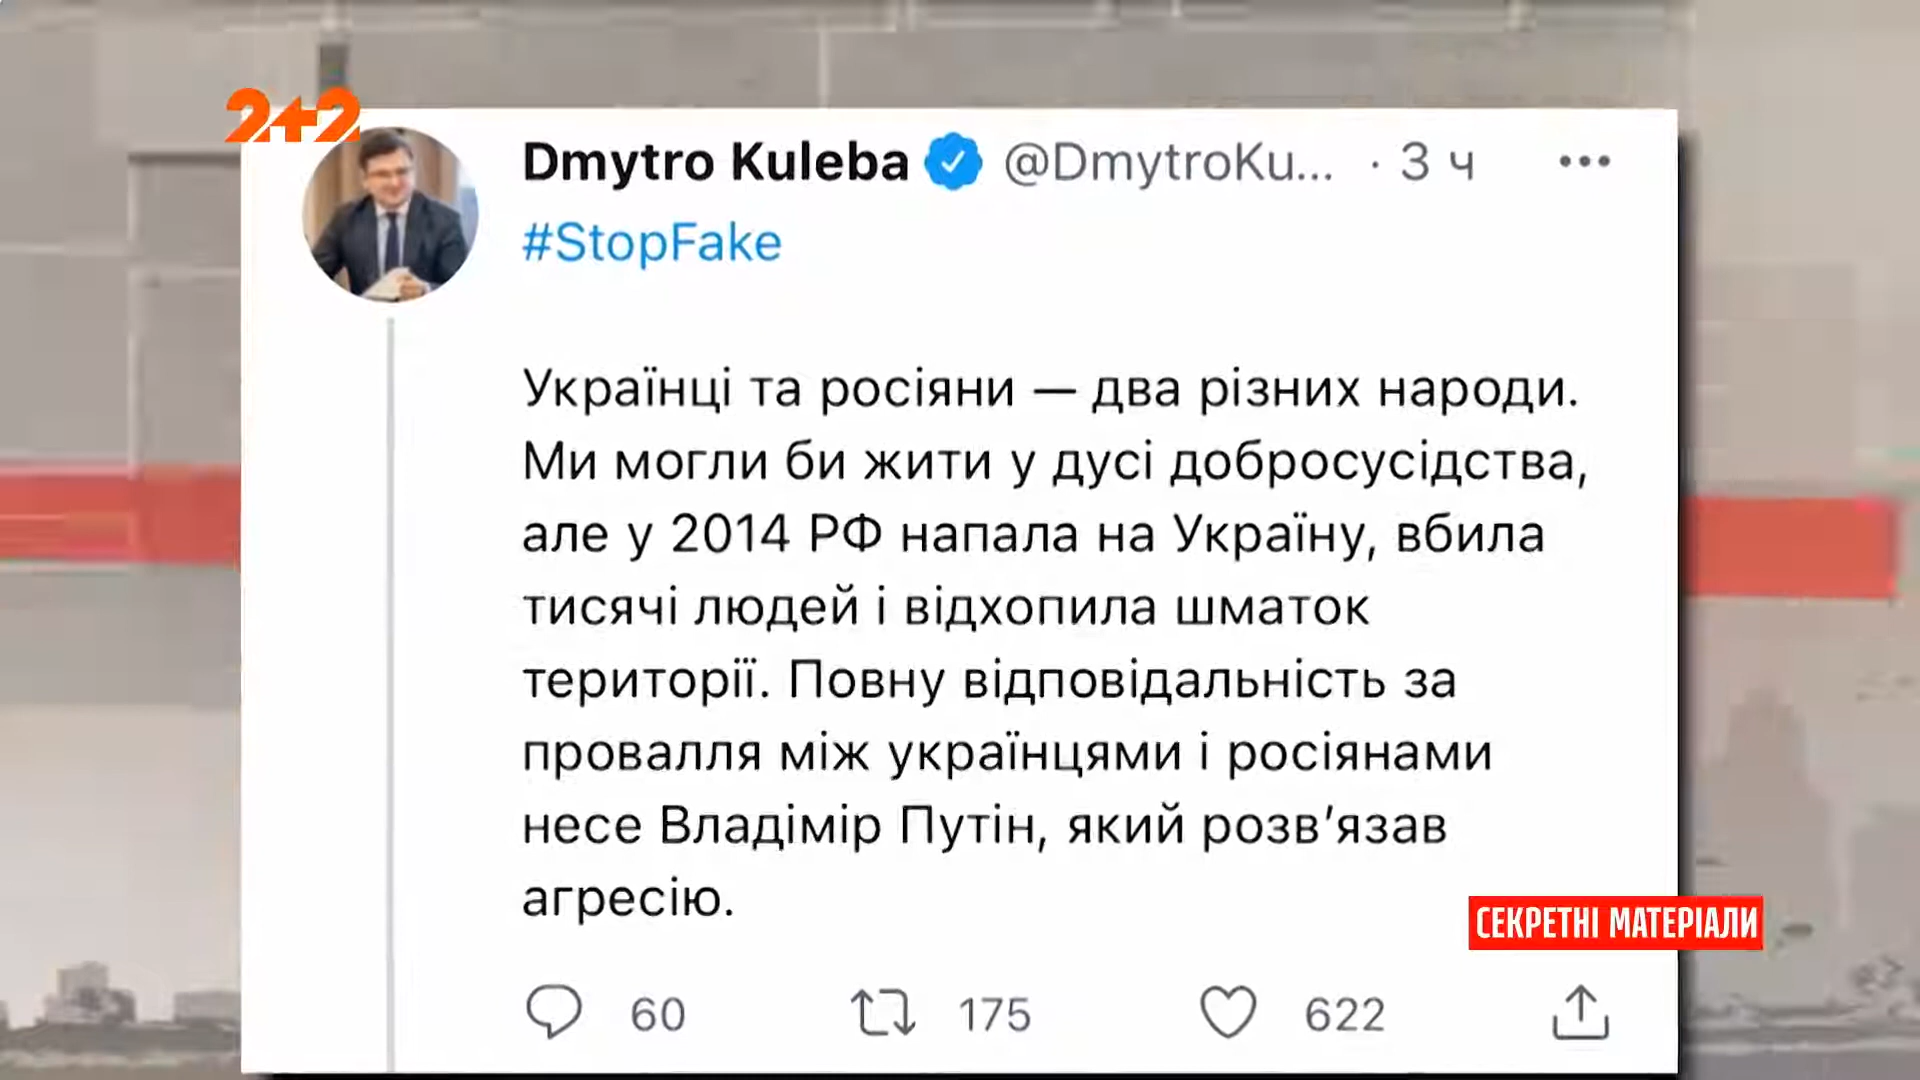 2+2
Dmytro Kuleba @DmytroKu... · 3 ч
#StopFake
Українці та росіяни — два різних народи.
Ми могли би жити у дусі добросусідства,
але у 2014 РФ напала на Україну, вбила
тисячі людей і відхопила шматок
території. Повну відповідальність за
провалля між українцями і росіянами
несе Владімір Путін, який розв’язав
агресію.
СЕКРЕТНІ МАТЕРІАЛИ
60 175 622